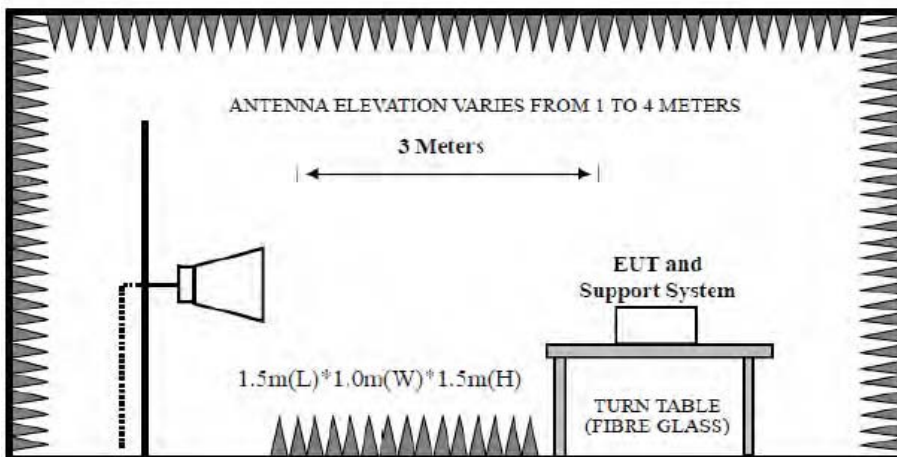 ANTENNA ELEVATION VARIES FROM 1 TO 4 METERS
3 Meters
EUT and
Support System
1.5m(L)*1.0m(W)*1.5m(H)
TURN TABLE
(FIBRE GLASS)